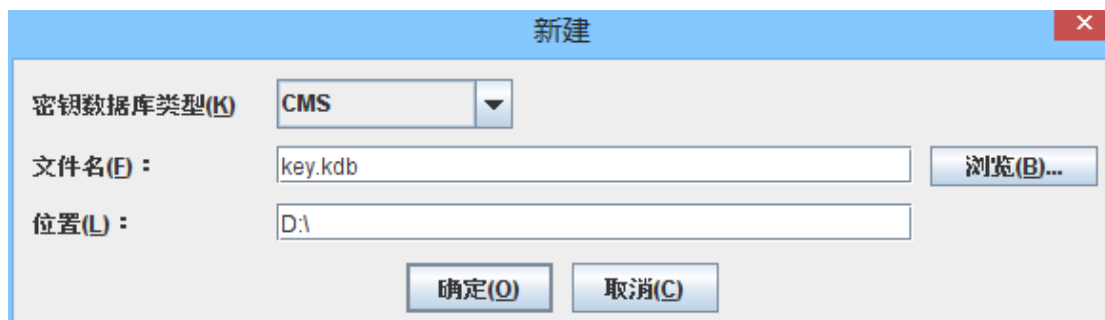 新建
密钥数据库类型(K) CMS
文件名(F)： key.kdb 浏览(B)...
位置(L)： D:\
确定(O) 取消(C)